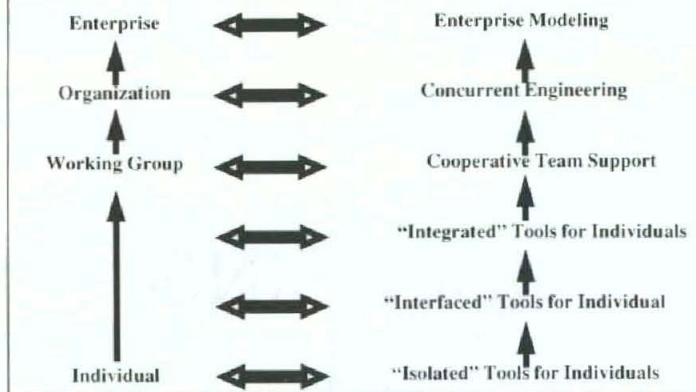 Enterprise
Enterprise Modeling
Organization
Concurrent Engineering
Working Group
Cooperative Team Support
“Integrated” Tools for Individuals
“Interfaced” Tools for Individual
Individual
“Isolated” Tools for Individuals